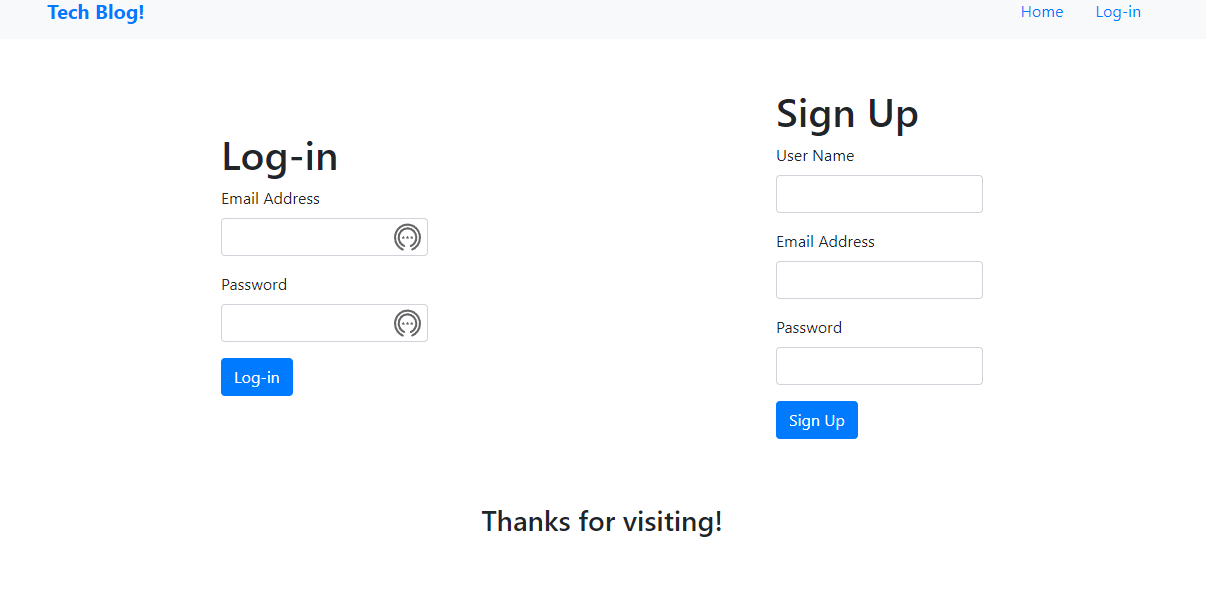 Tech Blog!
Home
Log-in
Log-in
Email Address
Password
Log-in
Sign Up
User Name
Email Address
Password
Sign Up
Thanks for visiting!